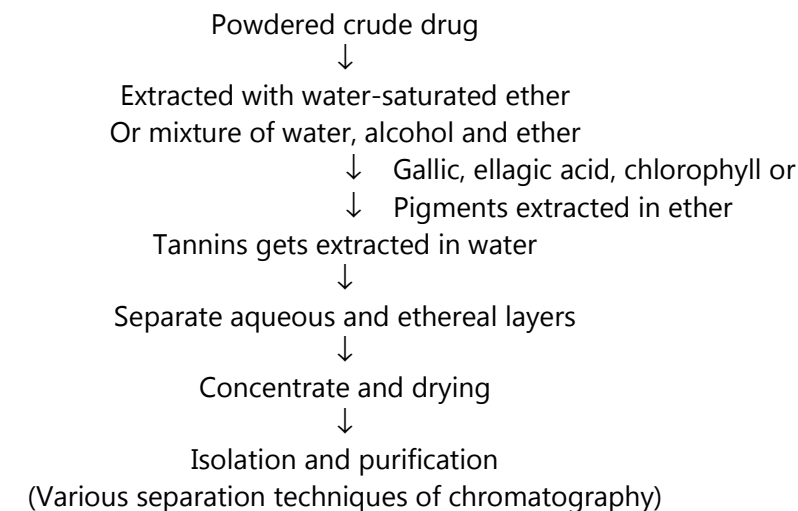 Powdered crude drug
↓
Extracted with water-saturated ether
Or mixture of water, alcohol and ether
↓ Gallic, ellagic acid, chlorophyll or
↓ Pigments extracted in ether
Tannins gets extracted in water
↓
Separate aqueous and ethereal layers
↓
Concentrate and drying
↓
Isolation and purification
(Various separation techniques of chromatography)